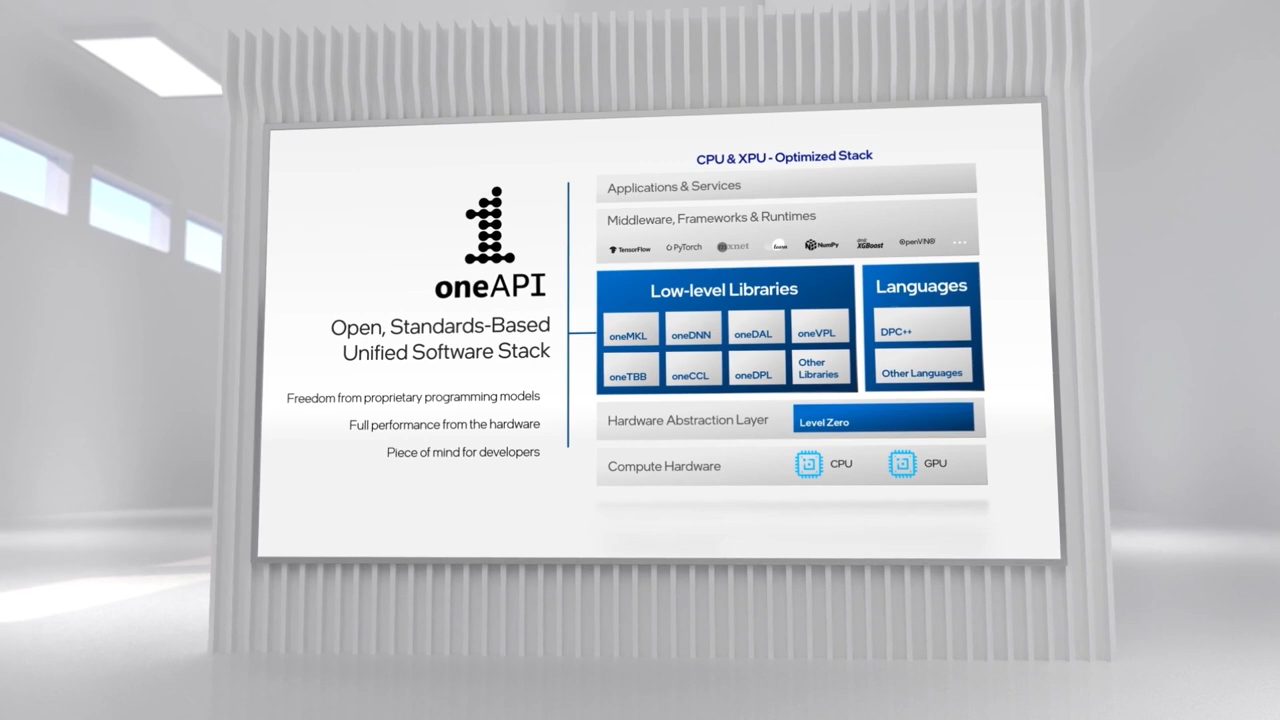 oneAPI
Open, Standards-Based
Unified Software Stack
Freedom from proprietary programming models
Full performance from the hardware
Piece of mind for developers
CPU & XPU - Optimized Stack
Applications & Services
Middleware, Frameworks & Runtimes
TensorFlow PyTorch mxnet NumPy dmlc XGBoost OpenVINO ...
Low-level Libraries
oneMKL oneDNN oneDAL oneVPL
oneTBB oneCCL oneDPL Other Libraries
Languages
DPC++
Other Languages
Hardware Abstraction Layer Level Zero
Compute Hardware CPU GPU